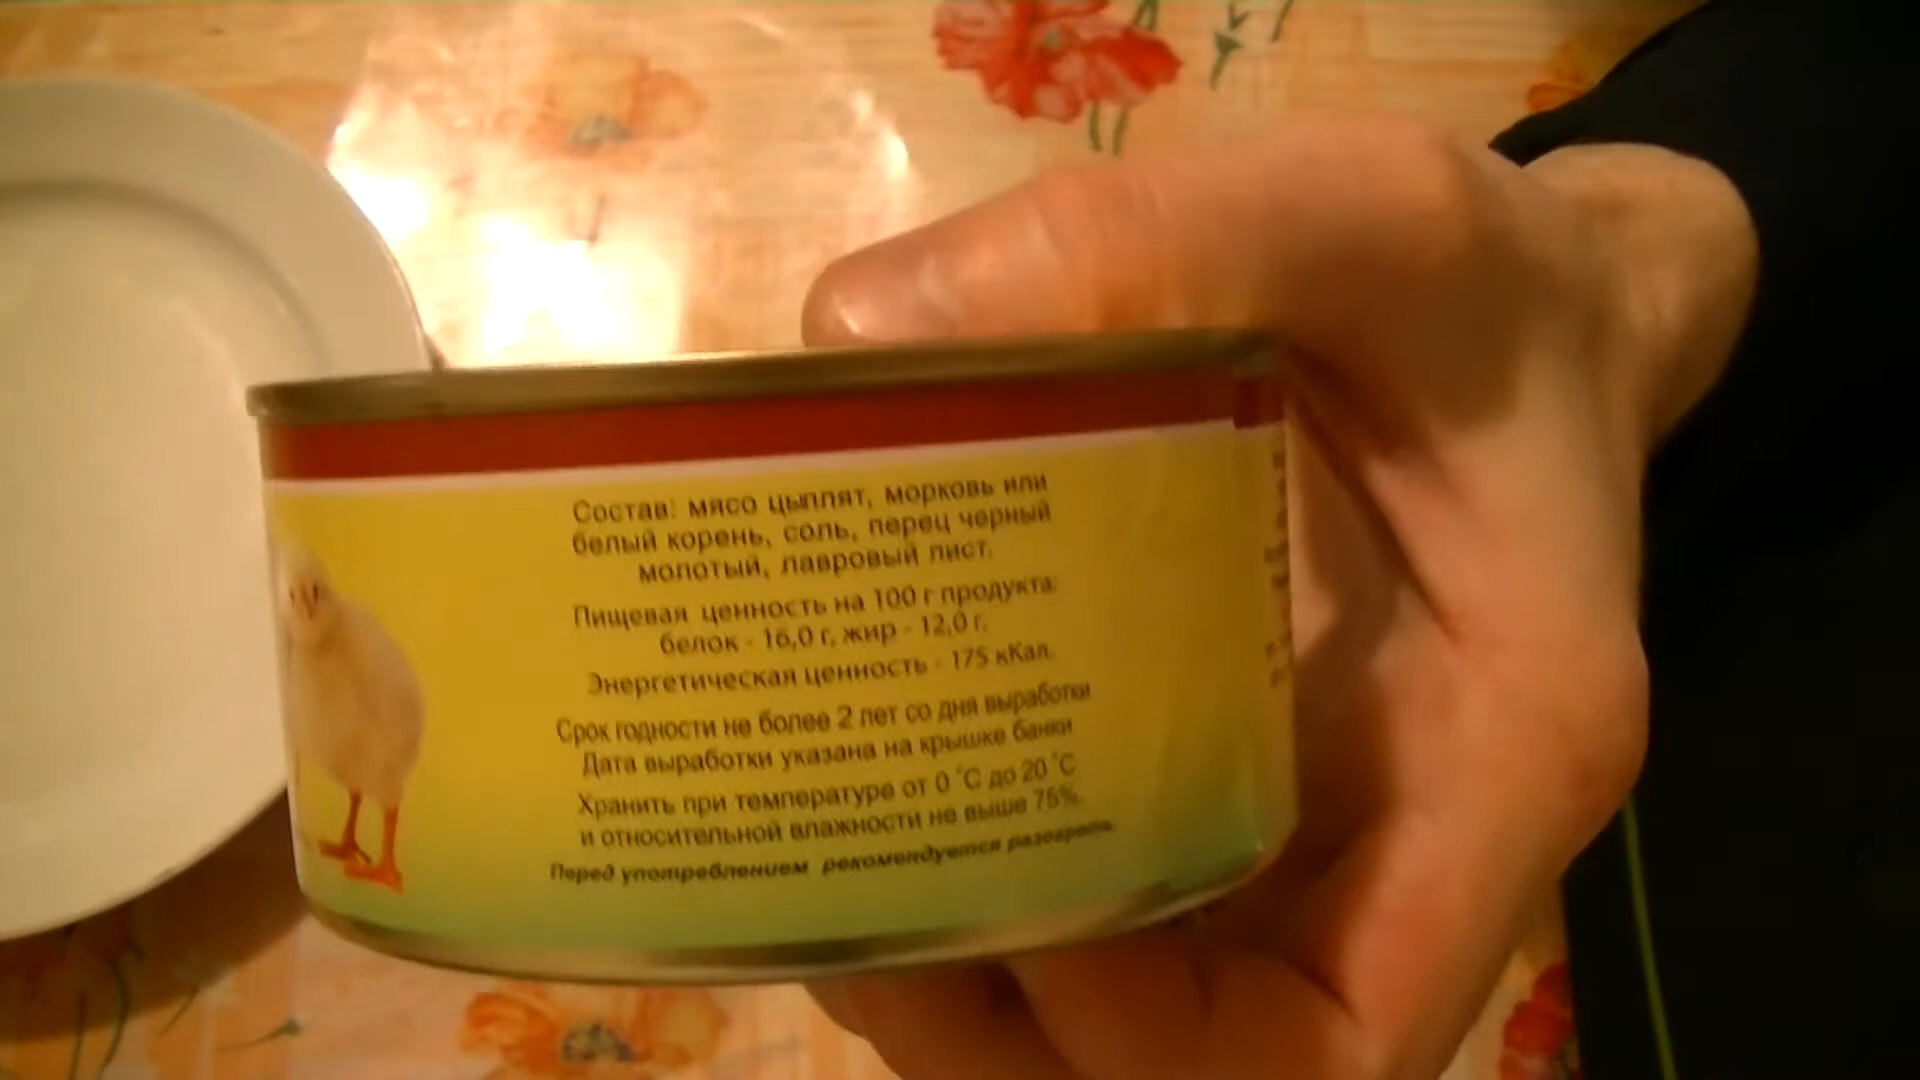 Состав: мясо цыплят, морковь или
белый корень, соль, перец черный
молотый, лавровый лист.
Пищевая ценность на 100 г продукта:
белок - 16,0 г, жир - 12,0 г.
Энергетическая ценность - 175 кКал.
Срок годности не более 2 лет со дня выработки
Дата выработки указана на крышке банки
Хранить при температуре от 0 °С до 20 °С
и относительной влажности не выше 75%.
Перед употреблением рекомендуется разогреть.